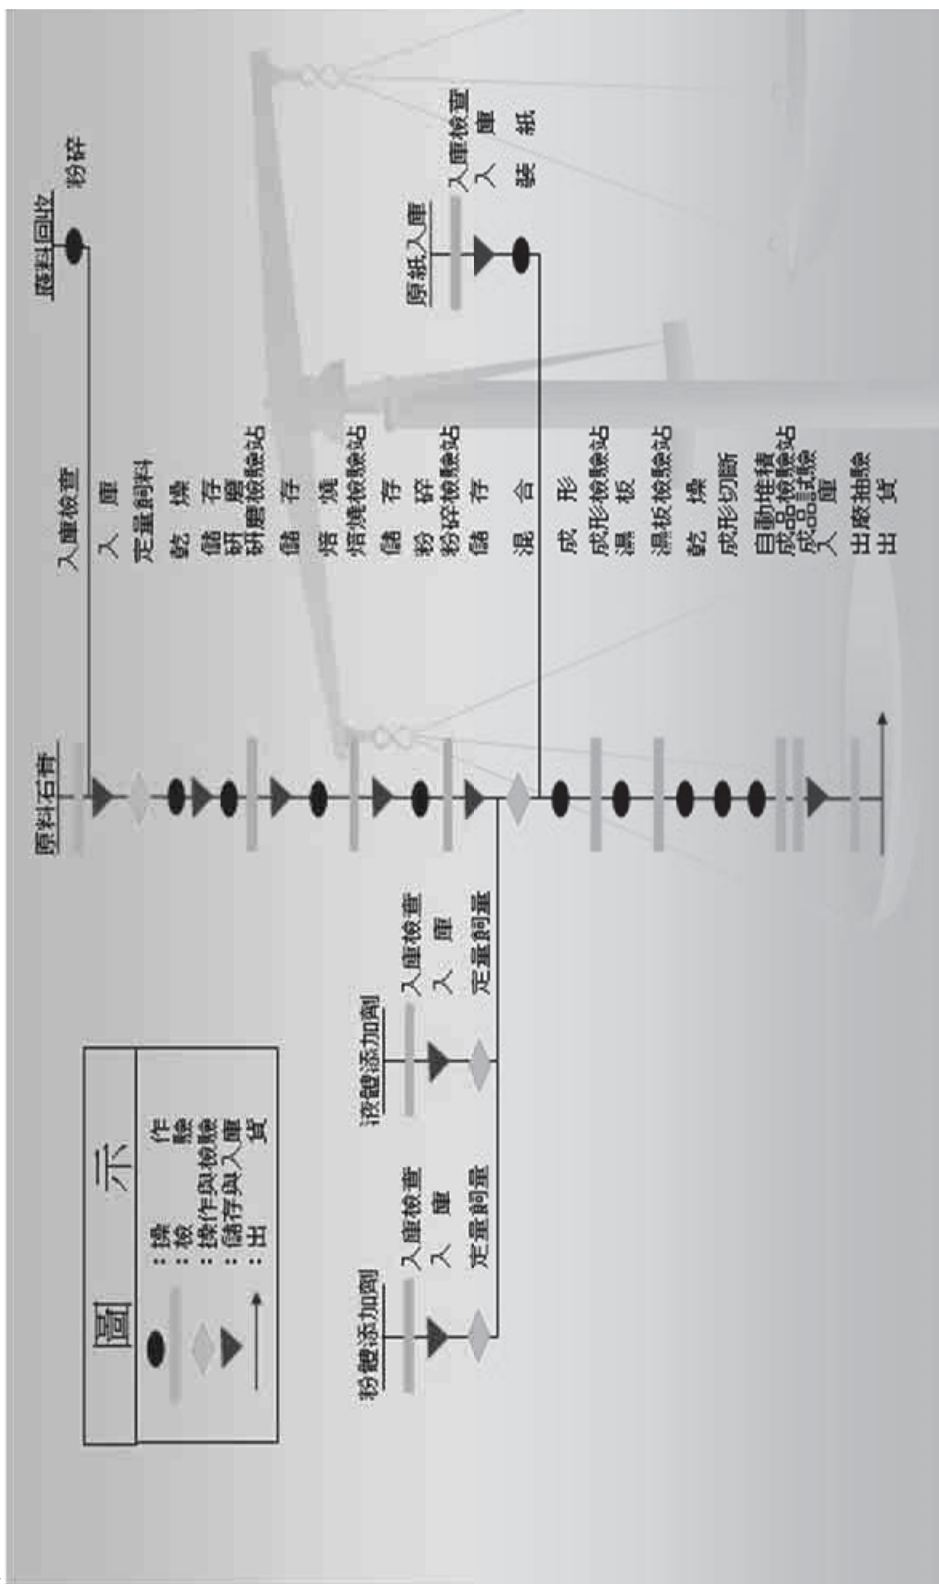 圖示
：操作
：檢驗
：操作與檢驗
：儲存與入庫
：出貨
原料石膏
入庫檢查
入庫
定量飼料
乾燥
儲存
研磨
研磨檢驗站
儲存
焙燒
焙燒檢驗站
儲存
粉碎
粉碎檢驗站
儲存
混合
成形
成形檢驗站
濕板
濕板檢驗站
乾燥
成形切斷
自動堆積
成品檢驗站
成品試驗
入庫
出廠抽驗
出貨
廢料回收
粉碎
粉體添加劑
入庫檢查
入庫
定量飼量
液體添加劑
入庫檢查
入庫
定量飼量
原紙入庫
入庫檢查
入庫
裝紙